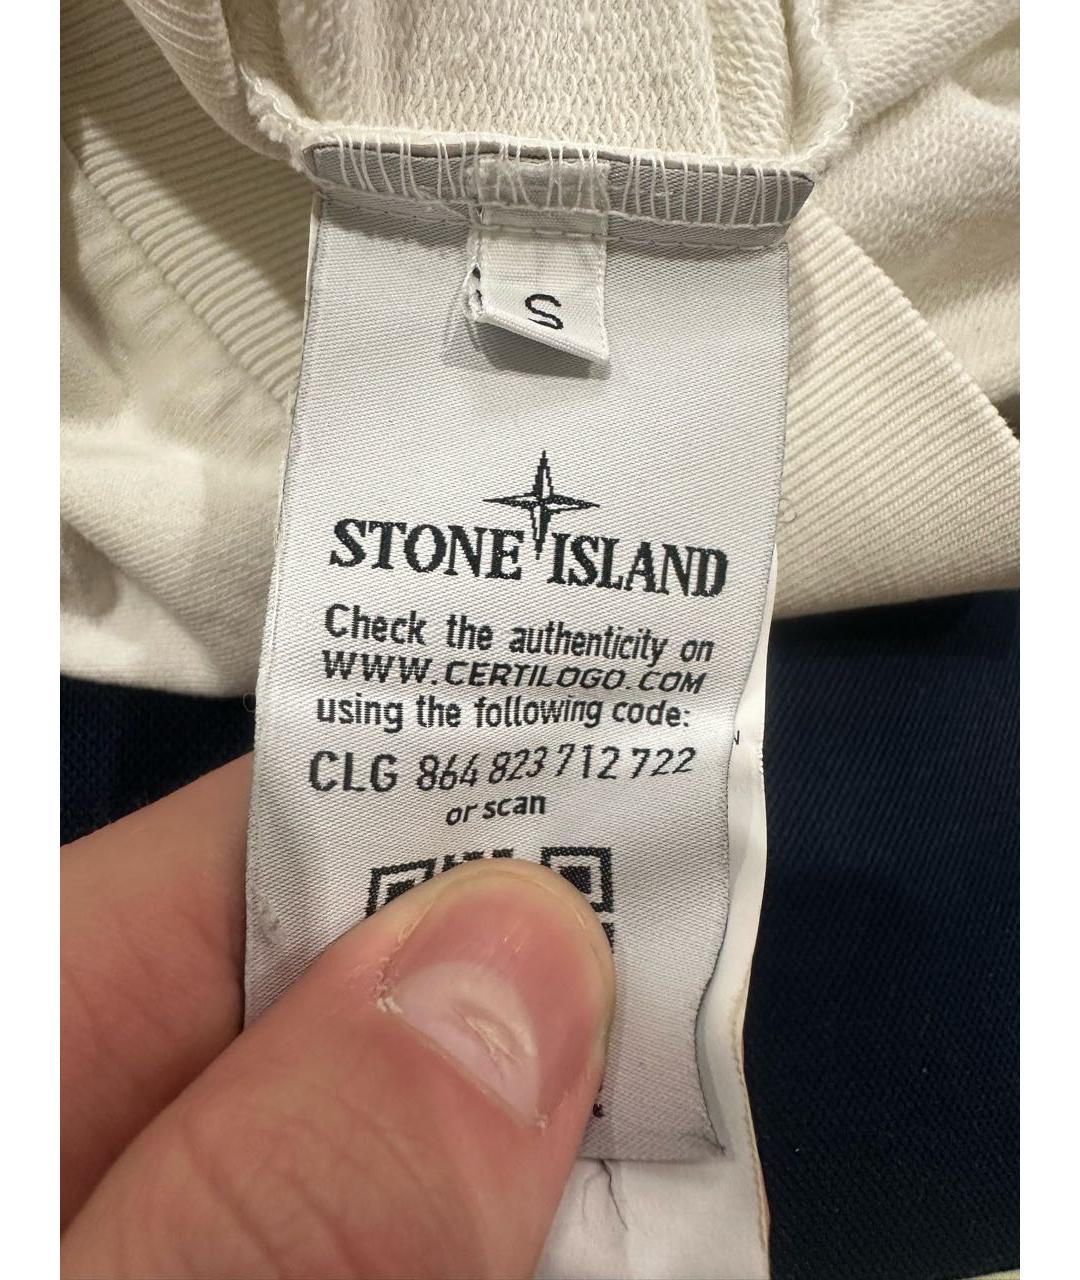 S
STONE ISLAND
Check the authenticity on
WWW.CERTILOGO.COM
using the following code:
CLG 864 823 712 722
or scan
N